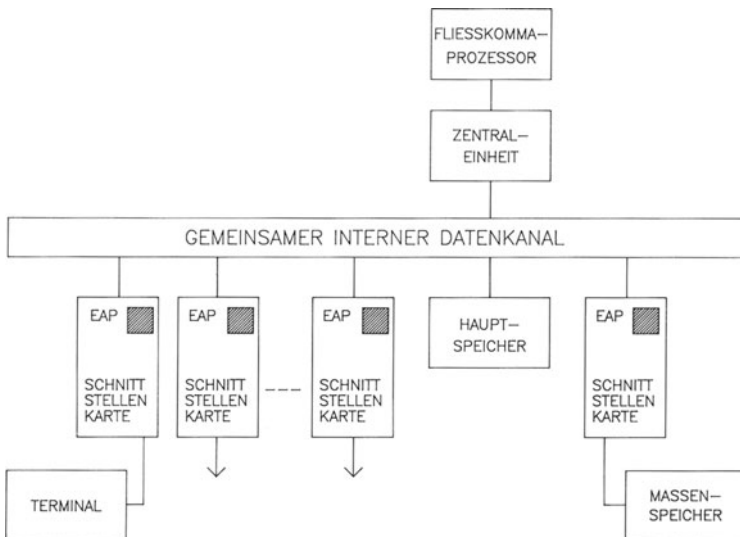 FLIESSKOMMA-
PROZESSOR
ZENTRAL-
EINHEIT
GEMEINSAMER INTERNER DATENKANAL
EAP
SCHNITT
STELLEN
KARTE
EAP
SCHNITT
STELLEN
KARTE
EAP
SCHNITT
STELLEN
KARTE
HAUPT-
SPEICHER
EAP
SCHNITT
STELLEN
KARTE
TERMINAL
MASSEN-
SPEICHER